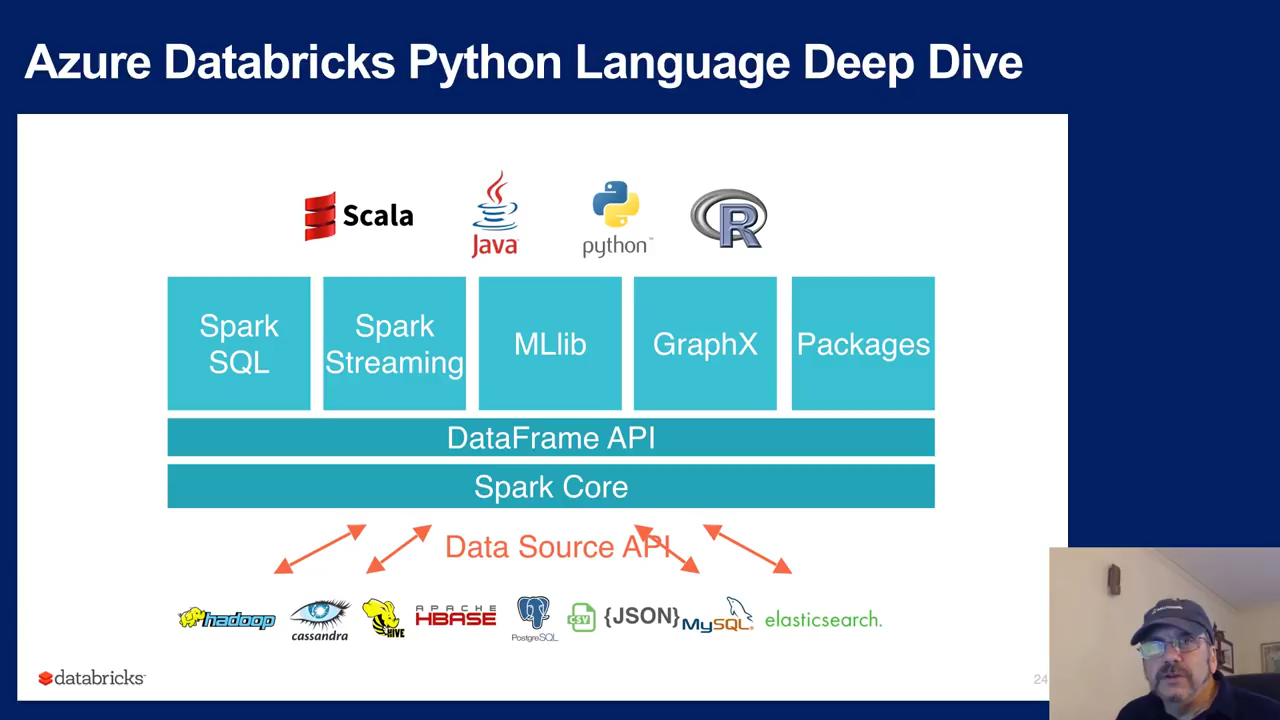 Azure Databricks Python Language Deep Dive
Scala
Java
python™
R
Spark SQL
Spark Streaming
MLlib
GraphX
Packages
DataFrame API
Spark Core
Data Source API
hadoop
cassandra
HIVE
APACHE
HBASE
PostgreSQL
CSV
{JSON}
MySQL
elasticsearch.
databricks
24